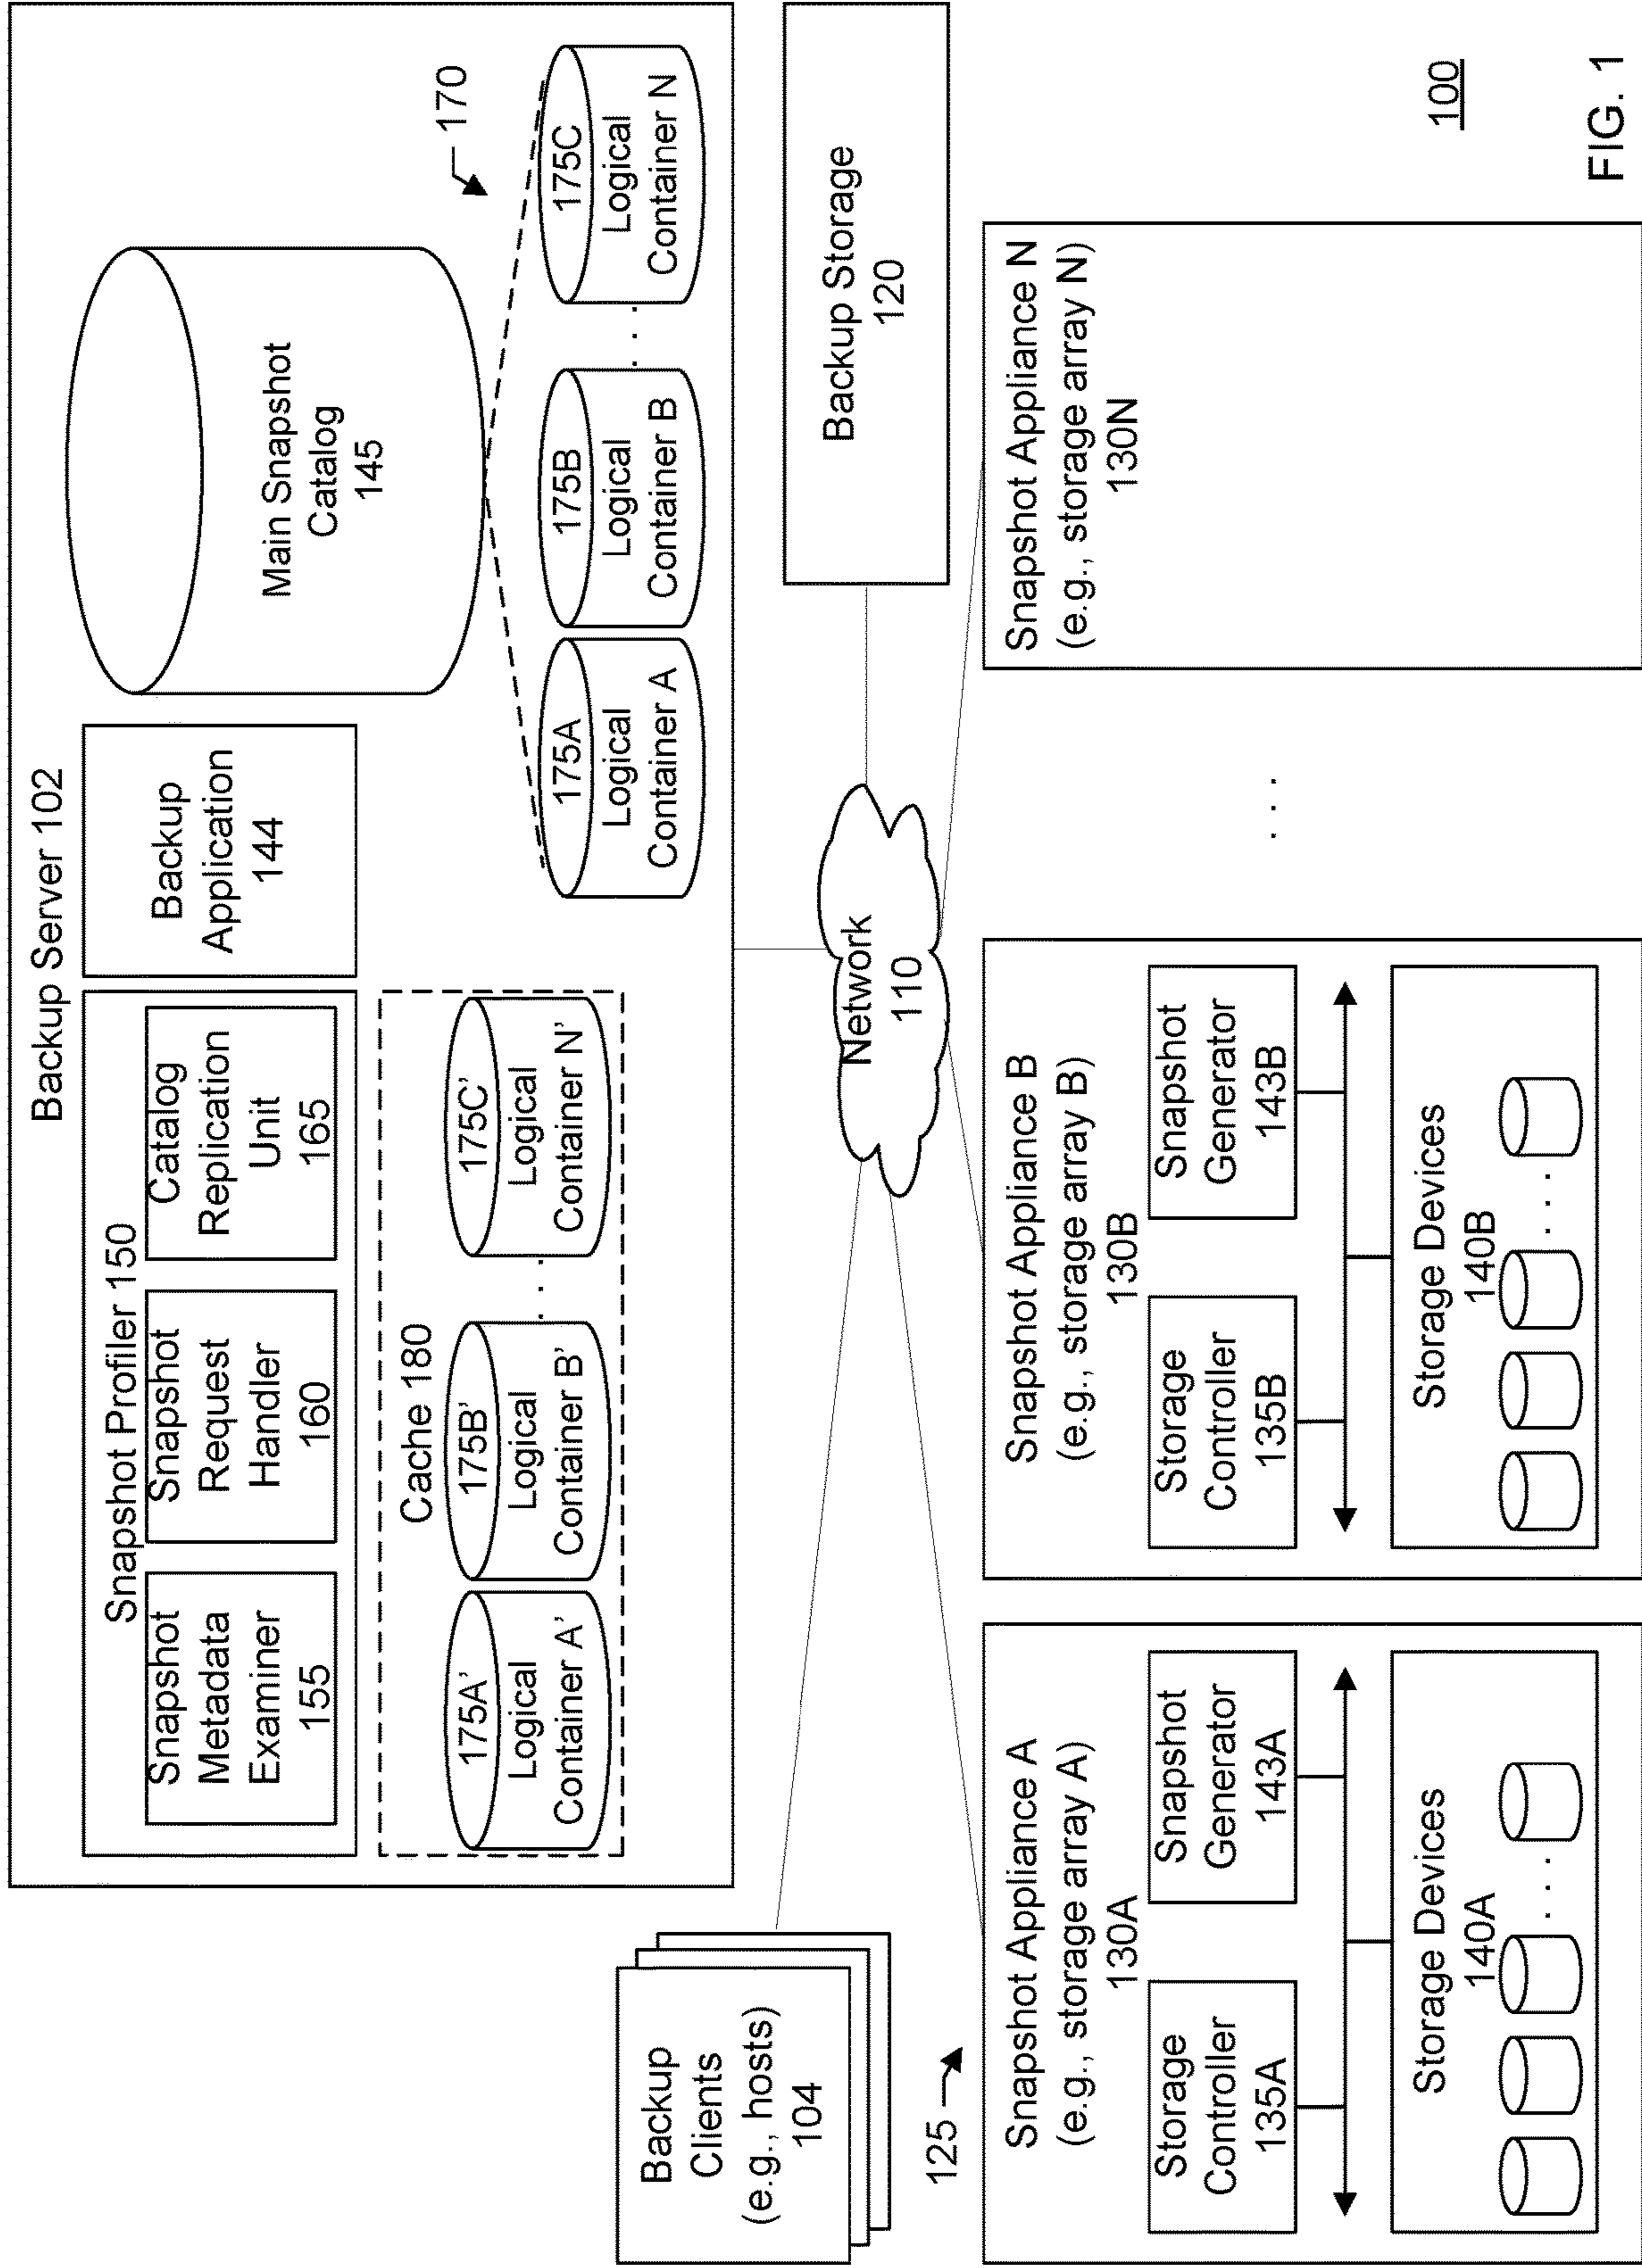 Backup Server 102
Snapshot Profiler 150
Snapshot
Metadata
Examiner
155
Snapshot
Request
Handler
160
Catalog
Replication
Unit
165
Backup
Application
144
Main Snapshot
Catalog
145
170
Cache 180
175A'
Logical
Container A'
175B'
Logical
Container B'
. . .
175C'
Logical
Container N'
175A
Logical
Container A
175B
Logical
Container B
. . .
175C
Logical
Container N
Backup
Clients
(e.g., hosts)
104
Network
110
Backup Storage
120
125
Snapshot Appliance A
(e.g., storage array A)
130A
Storage
Controller
135A
Snapshot
Generator
143A
Storage Devices
140A
. . . .
Snapshot Appliance B
(e.g., storage array B)
130B
Storage
Controller
135B
Snapshot
Generator
143B
Storage Devices
140B
. . . .
. . .
Snapshot Appliance N
(e.g., storage array N)
130N
100
FIG. 1